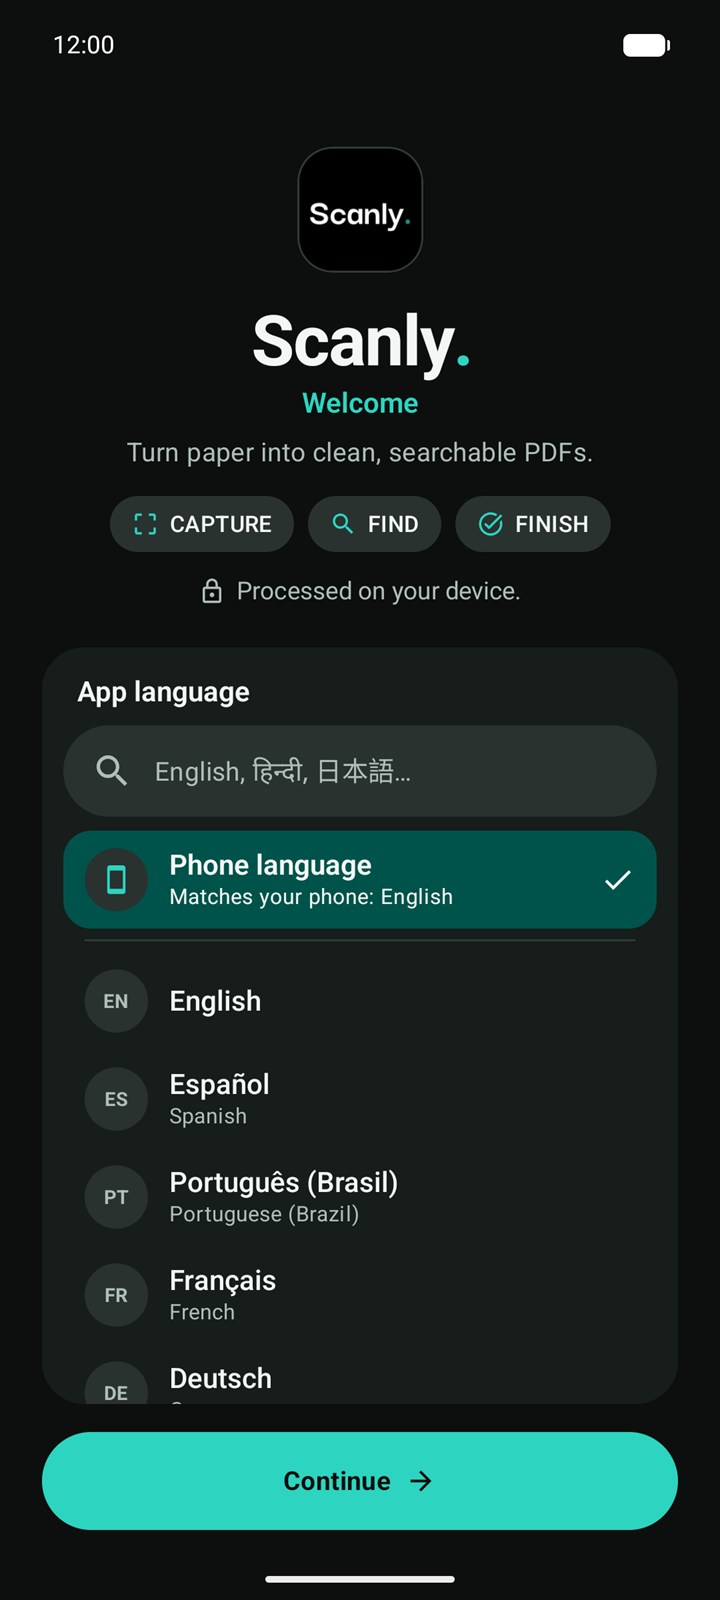 12:00
Scanly.
Scanly.
Welcome
Turn paper into clean, searchable PDFs.
CAPTURE FIND FINISH
Processed on your device.
App language
English, हिन्दी, 日本語...
Phone language
Matches your phone: English
EN English
ES Español
Spanish
PT Português (Brasil)
Portuguese (Brazil)
FR Français
French
DE Deutsch
Continue